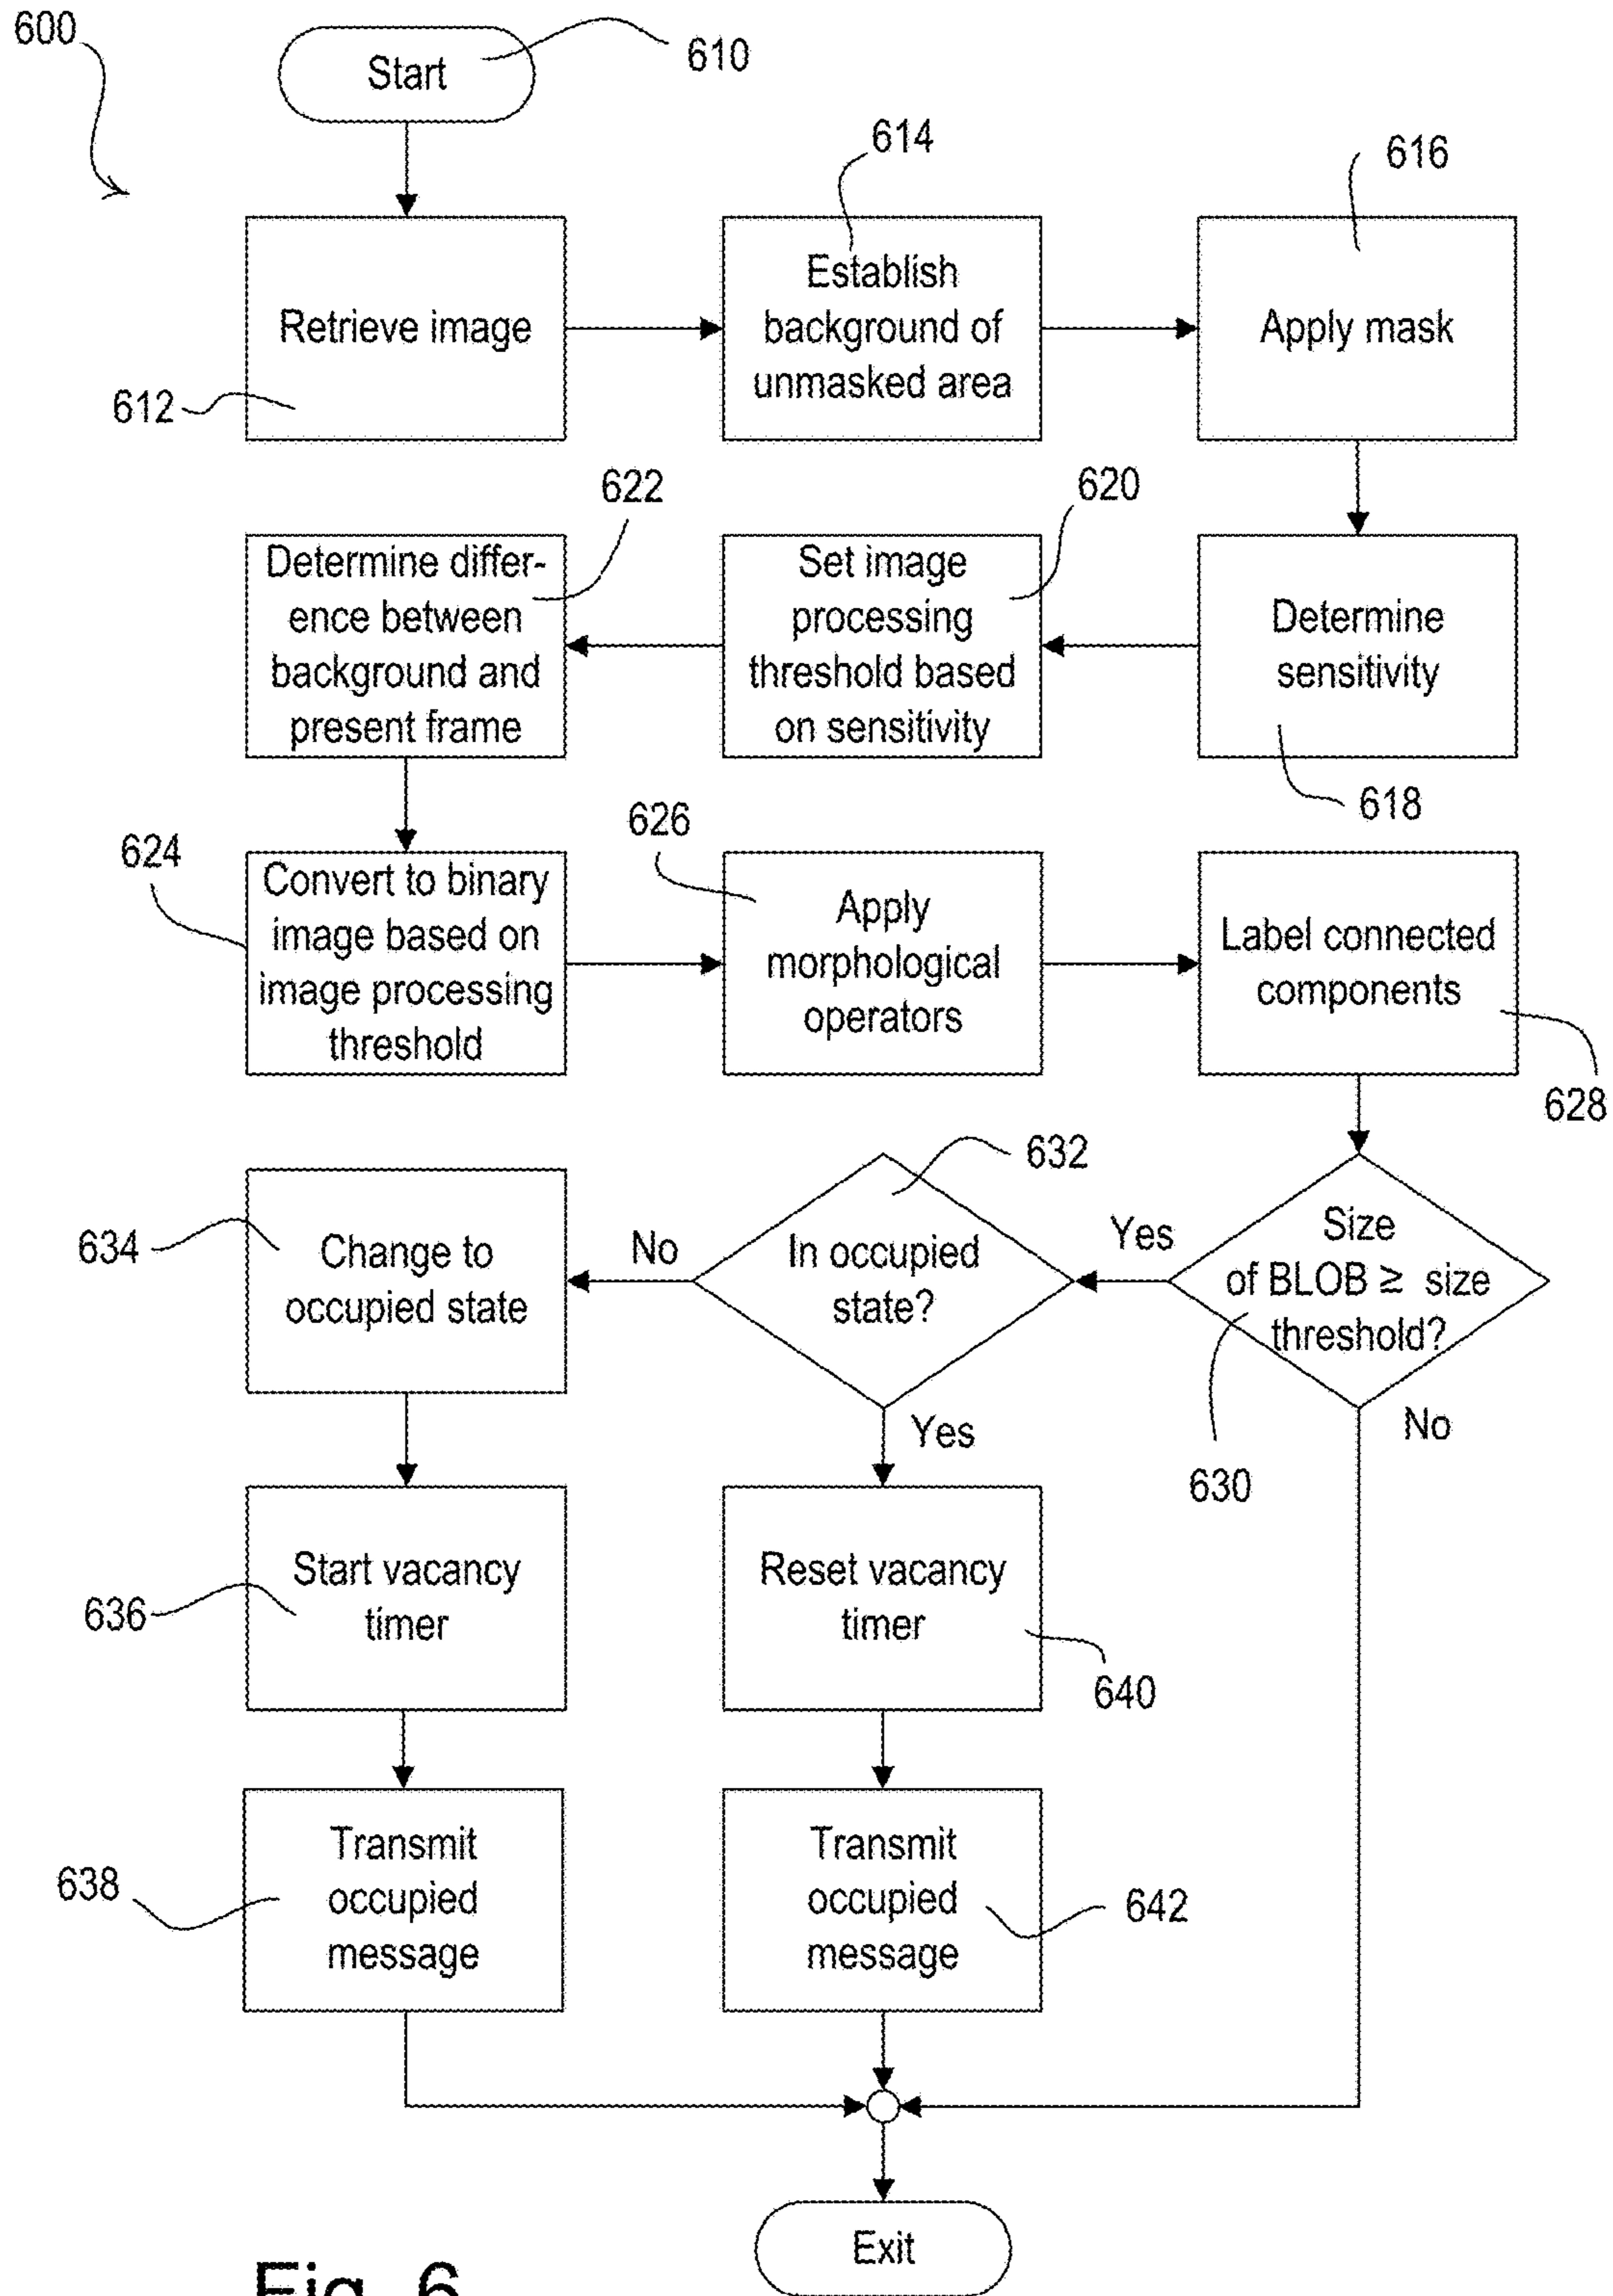 600
Start
610
614
616
Retrieve image
612
Establish
background of
unmasked area
Apply mask
622
620
Determine differ-
ence between
background and
present frame
Set image
processing
threshold based
on sensitivity
Determine
sensitivity
618
624
626
Convert to binary
image based on
image processing
threshold
Apply
morphological
operators
Label connected
components
628
632
634
Change to
occupied state
No
In occupied
state?
Yes
Size
of BLOB ≥ size
threshold?
630
Yes
No
636
Start vacancy
timer
Reset vacancy
timer
640
638
Transmit
occupied
message
Transmit
occupied
message
642
Exit
Fig. 6